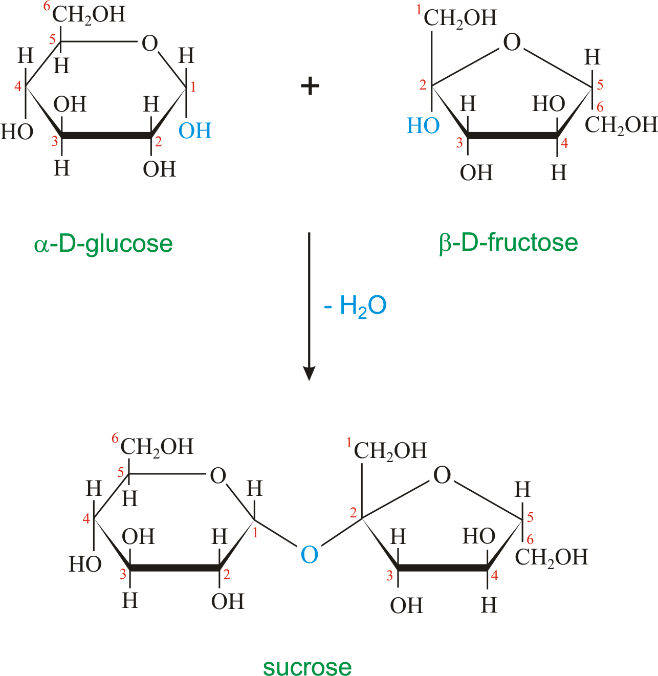 6 CH₂OH
1 CH₂OH
5 O H
O H
H H
4 1
2 5
OH H
H HO 6
HO 3 2 OH
HO 3 4 CH₂OH
H OH
OH H
+
α-D-glucose
β-D-fructose
- H₂O
6 CH₂OH
1 CH₂OH
5 O H
O H
H H
4 1
2 5
OH H
H HO 6
HO 3 2 O
3 4 CH₂OH
H OH
OH H
sucrose